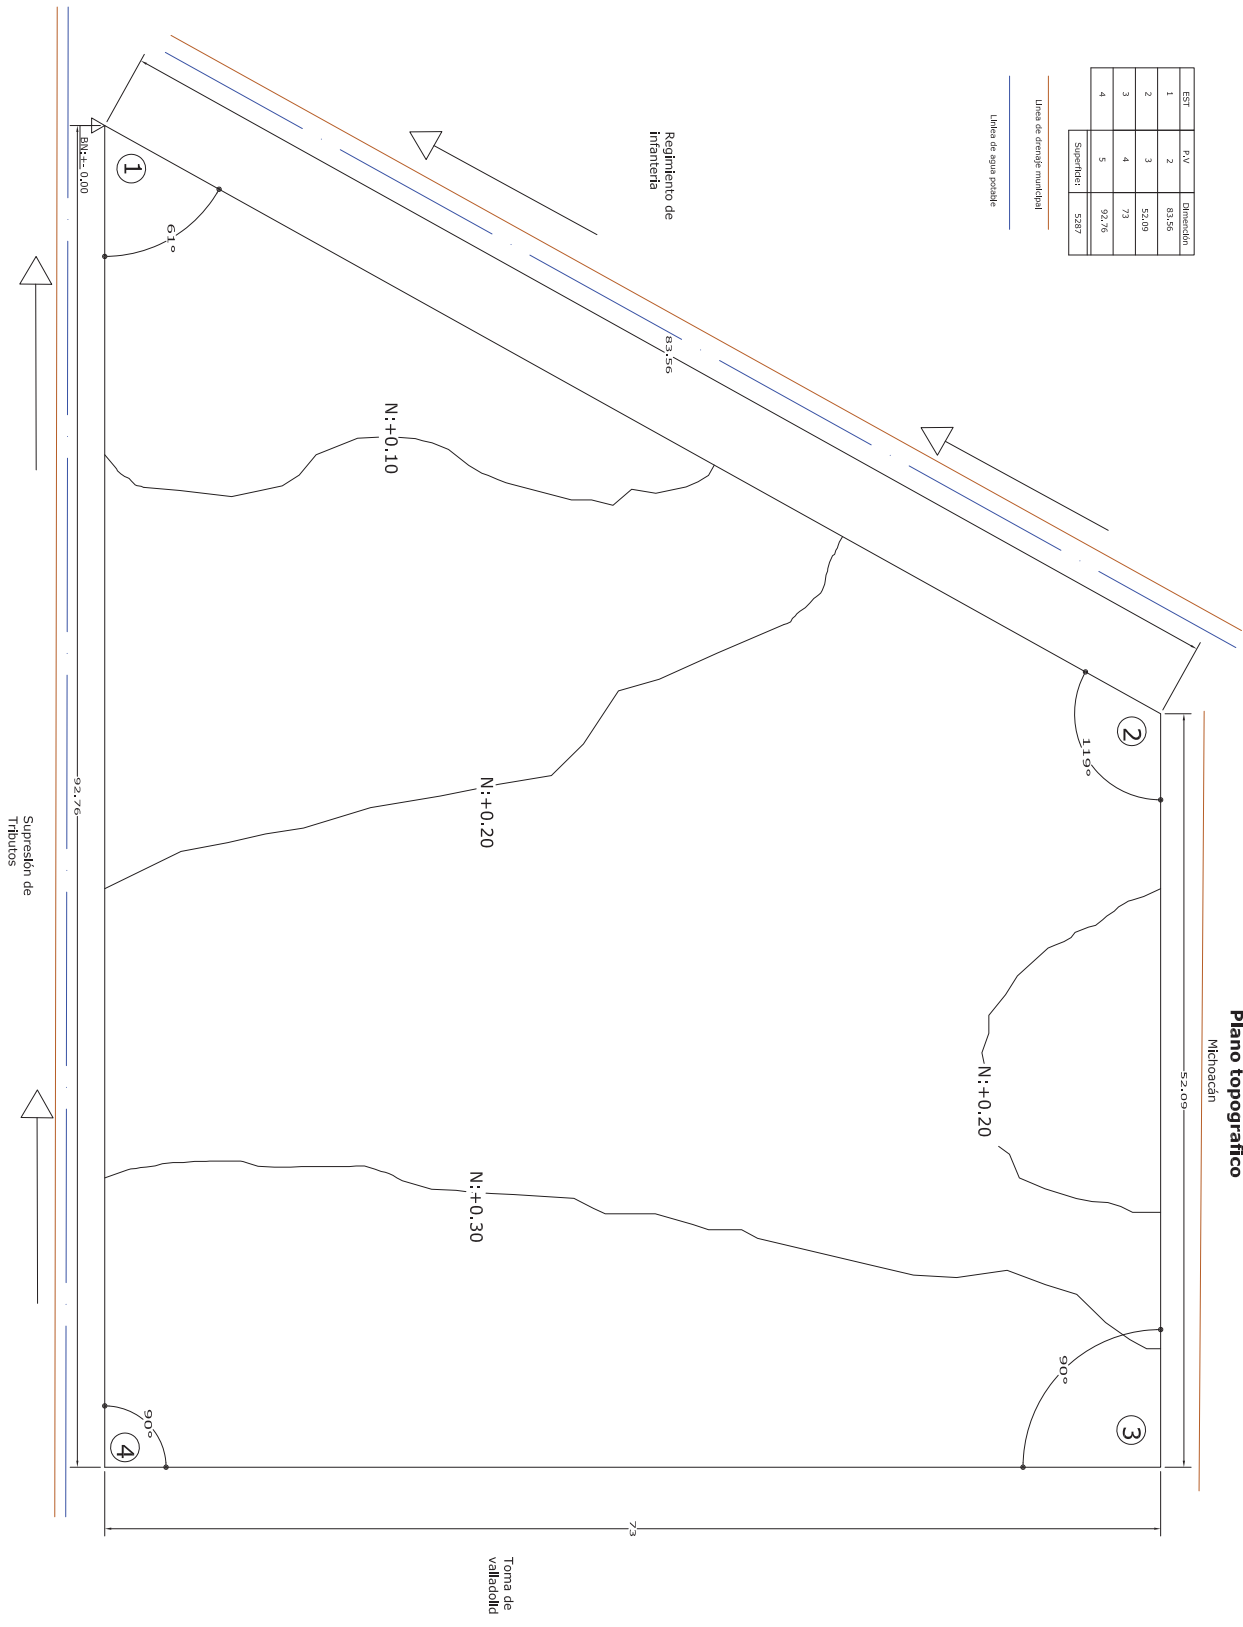 Plano topografico
Michoacán
EST P.V Dimención
1 2 83.56
2 3 52.09
3 4 73
4 5 92.76
Superficie: 5287
Linea de drenaje municipal
Linlea de agua potable
Regimiento de
infanteria
83.56
52.09
BN:+- 0.00
1
61°
2
119°
N:+0.10
N:+0.20
N:+0.20
N:+0.30
92.76
Supresión de
Tributos
90°
3
90°
4
73
Toma de
valladolid